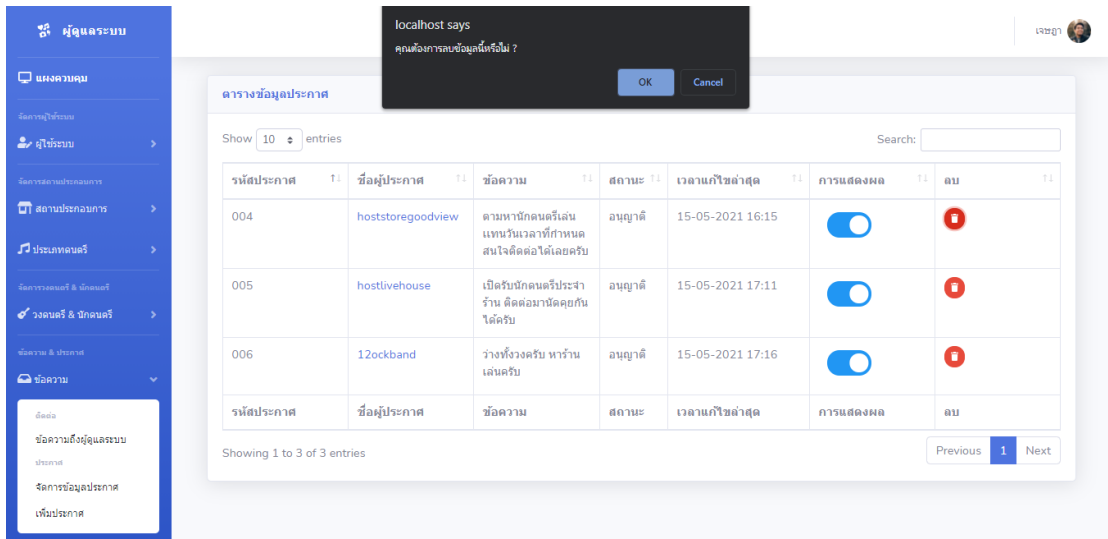 ผู้ดูแลระบบ
localhost says
คุณต้องการลบข้อมูลนี้หรือไม่ ?
OK
Cancel
เจษฎา
แผงควบคุม
จัดการผู้ใช้ระบบ
ผู้ใช้ระบบ
จัดการสถานประกอบการ
สถานประกอบการ
ประเภทดนตรี
จัดการวงดนตรี & นักดนตรี
วงดนตรี & นักดนตรี
ข้อความ & ประกาศ
ข้อความ
ติดต่อ
ข้อความถึงผู้ดูแลระบบ
ประกาศ
จัดการข้อมูลประกาศ
เพิ่มประกาศ
ตารางข้อมูลประกาศ
Show 10 entries
Search:
รหัสประกาศ ชื่อผู้ประกาศ ข้อความ สถานะ เวลาแก้ไขล่าสุด การแสดงผล ลบ
004 hoststoregoodview ตามหานักดนตรีเล่น อนุญาติ 15-05-2021 16:15
แทนวันเวลาที่กำหนด
สนใจติดต่อได้เลยครับ
005 hostlivehouse เปิดรับนักดนตรีประจำ อนุญาติ 15-05-2021 17:11
ร้าน ติดต่อมานัดคุยกัน
ได้ครับ
006 12ockband ว่างทั้งวงครับ หาร้าน อนุญาติ 15-05-2021 17:16
เล่นครับ
รหัสประกาศ ชื่อผู้ประกาศ ข้อความ สถานะ เวลาแก้ไขล่าสุด การแสดงผล ลบ
Showing 1 to 3 of 3 entries
Previous 1 Next